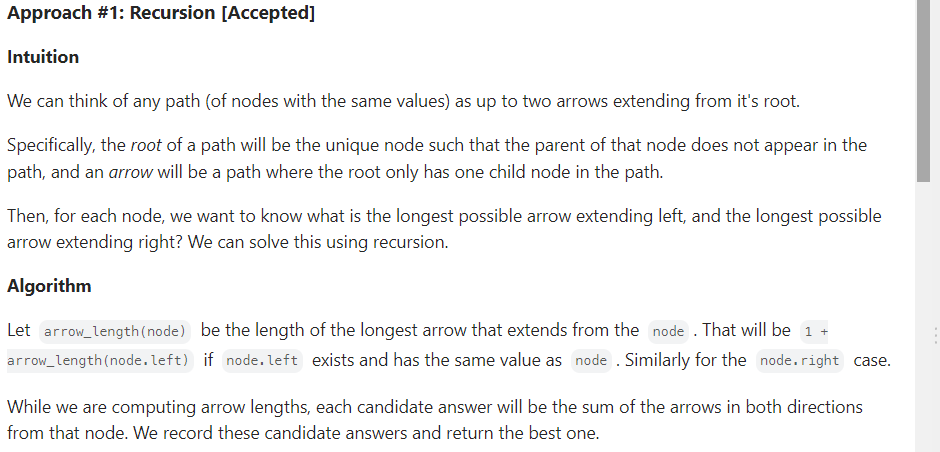 Approach #1: Recursion [Accepted]
Intuition
We can think of any path (of nodes with the same values) as up to two arrows extending from it's root.
Specifically, the root of a path will be the unique node such that the parent of that node does not appear in the
path, and an arrow will be a path where the root only has one child node in the path.
Then, for each node, we want to know what is the longest possible arrow extending left, and the longest possible
arrow extending right? We can solve this using recursion.
Algorithm
Let arrow_length(node) be the length of the longest arrow that extends from the node . That will be 1 +
arrow_length(node.left) if node.left exists and has the same value as node . Similarly for the node.right case.
While we are computing arrow lengths, each candidate answer will be the sum of the arrows in both directions
from that node. We record these candidate answers and return the best one.